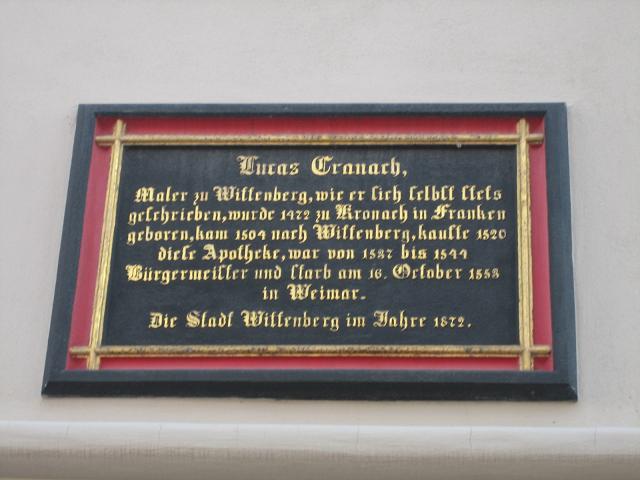 Lucas Cranach,
Maler zu Wittenberg, wie er sich selbst stets
geschrieben, wurde 1472 zu Kronach in Franken
geboren, kam 1504 nach Wittenberg, kaufte 1520
diese Apotheke, war von 1537 bis 1544
Bürgermeister und starb am 16. October 1553
in Weimar.
Die Stadt Wittenberg im Jahre 1872.